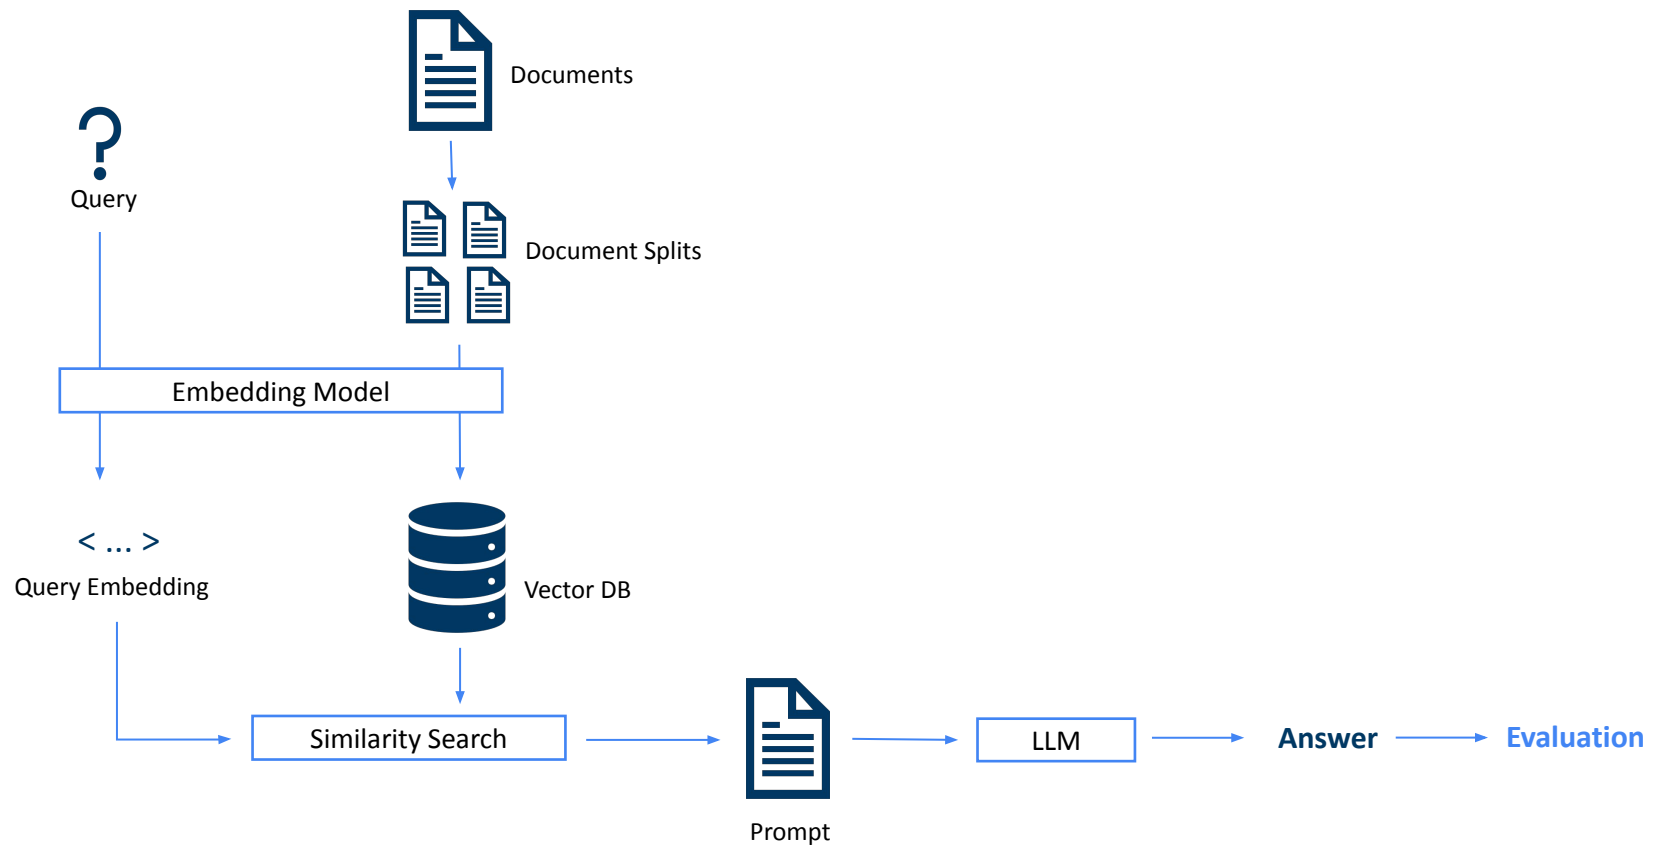 Documents
Query
Document Splits
Embedding Model
< ... >
Query Embedding
Vector DB
Similarity Search
LLM
Answer
Evaluation
Prompt